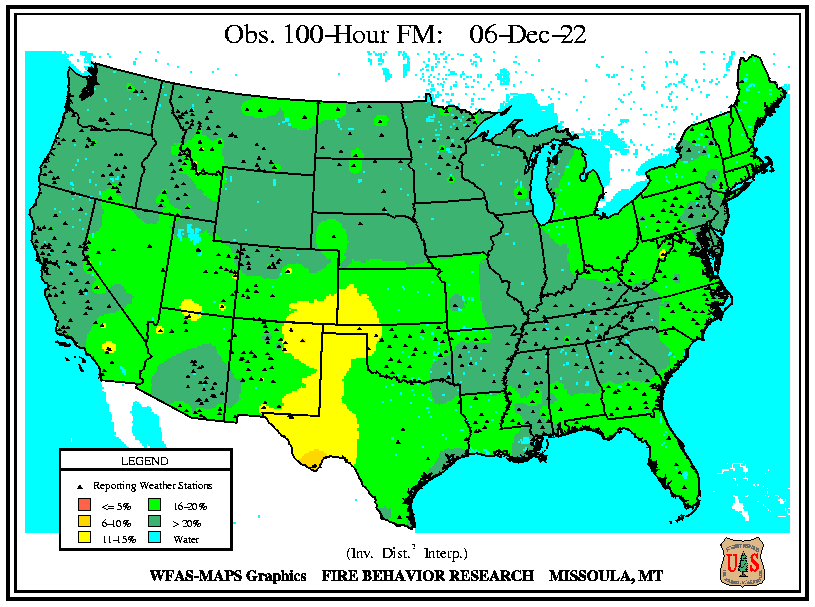 Obs. 100-Hour FM: 06-Dec-22
LEGEND
Reporting Weather Stations
<= 5%
16-20%
6-10%
> 20%
11-15%
Water
(Inv. Dist.² Interp.)
WFAS-MAPS Graphics FIRE BEHAVIOR RESEARCH MISSOULA, MT
U S